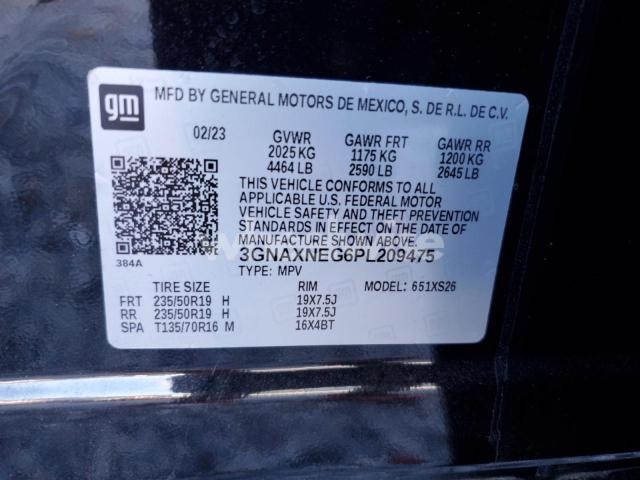 gm MFD BY GENERAL MOTORS DE MEXICO, S. DE R.L. DE C.V.
02/23 GVWR GAWR FRT GAWR RR
2025 KG 1175 KG 1200 KG
4464 LB 2590 LB 2645 LB
THIS VEHICLE CONFORMS TO ALL
APPLICABLE U.S. FEDERAL MOTOR
VEHICLE SAFETY AND THEFT PREVENTION
STANDARDS IN EFFECT ON THE DATE OF
MANUFACTURE SHOWN ABOVE.
384A 3GNAXNEG6PL209475
TYPE: MPV
TIRE SIZE RIM MODEL: 651XS26
FRT 235/50R19 H 19X7.5J
RR 235/50R19 H 19X7.5J
SPA T135/70R16 M 16X4BT